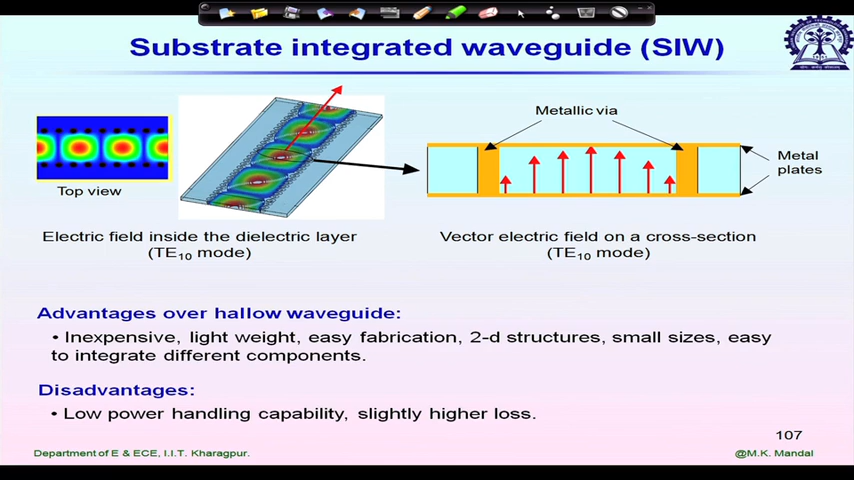 Substrate integrated waveguide (SIW)
Metallic via
Metal
plates
Top view
Electric field inside the dielectric layer
(TE10 mode)
Vector electric field on a cross-section
(TE10 mode)
Advantages over hallow waveguide:
• Inexpensive, light weight, easy fabrication, 2-d structures, small sizes, easy
to integrate different components.
Disadvantages:
• Low power handling capability, slightly higher loss.
107
Department of E & ECE, I.I.T. Kharagpur.
@M.K. Mandal